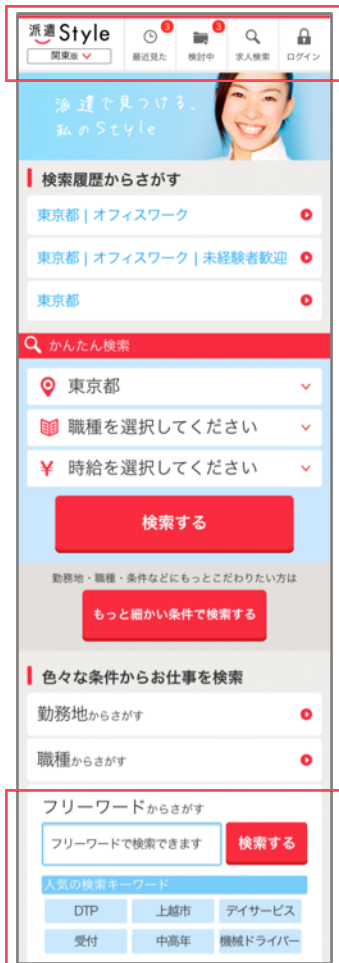 派遣Style
関東版
3
最近見た
3
検討中
求人検索
ログイン
派遣で見つける、
私のStyle
検索履歴からさがす
東京都 | オフィスワーク
東京都 | オフィスワーク | 未経験者歓迎
東京都
かんたん検索
東京都
職種を選択してください
¥ 時給を選択してください
検索する
勤務地・職種・条件などにもっとこだわりたい方は
もっと細かい条件で検索する
色々な条件からお仕事を検索
勤務地からさがす
職種からさがす
フリーワードからさがす
フリーワードで検索できます 検索する
人気の検索キーワード
DTP 上越市 デイサービス
受付 中高年 機械ドライバー